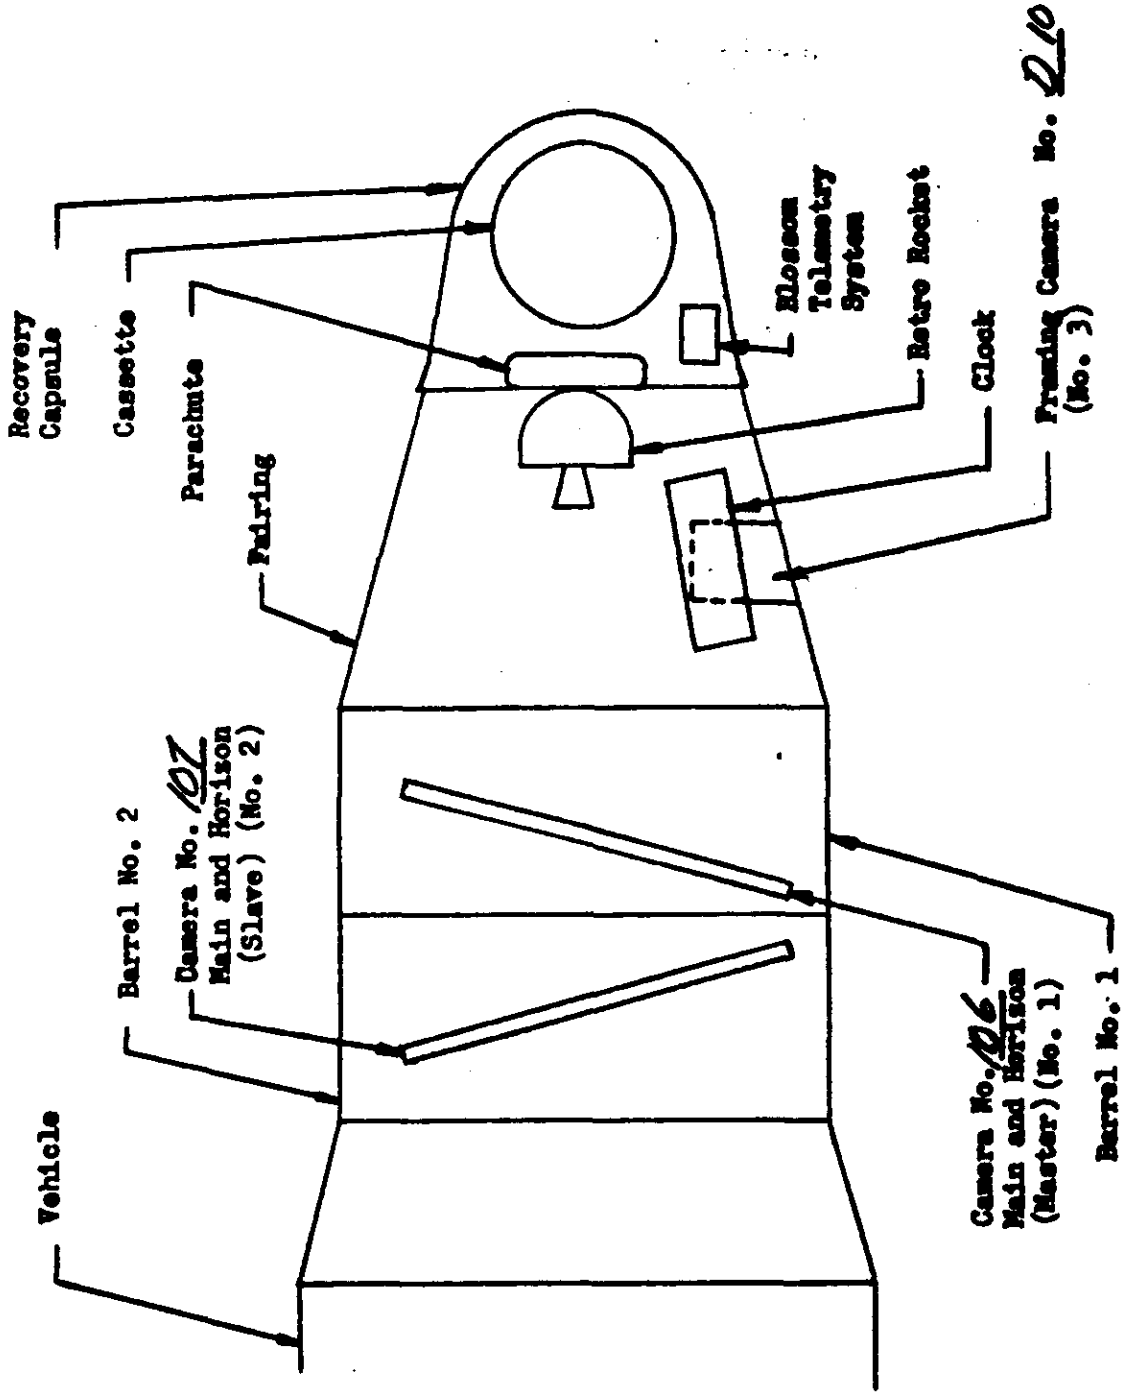 Vehicle
Barrel No. 2
Camera No. 107
Main and Horizon
(Slave) (No. 2)
Fairing
Parachute
Cassette
Recovery
Capsule
Blossom
Telemetry
System
Retro Rocket
Clock
Framing Camera No. D 10
(No. 3)
Camera No. 106
Main and Horizon
(Master)(No. 1)
Barrel No. 1